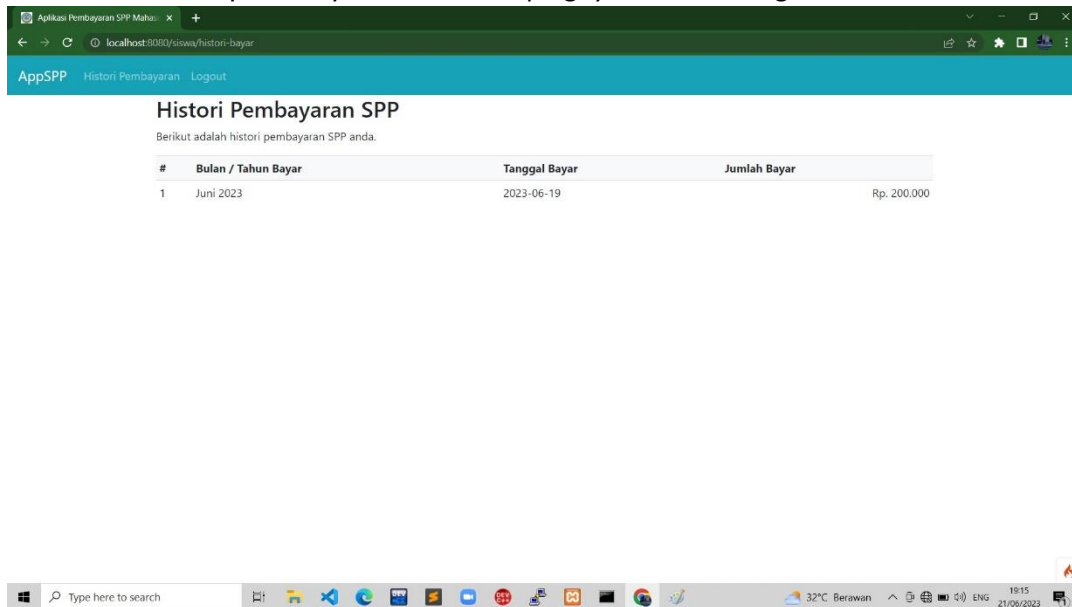 Aplikasi Pembayaran SPP Mahasi
localhost:8080/siswa/histori-bayar
AppSPP Histori Pembayaran Logout
Histori Pembayaran SPP
Berikut adalah histori pembayaran SPP anda.
# Bulan / Tahun Bayar Tanggal Bayar Jumlah Bayar
1 Juni 2023 2023-06-19 Rp. 200.000
Type here to search 32°C Berawan ENG 19:15
21/06/2023